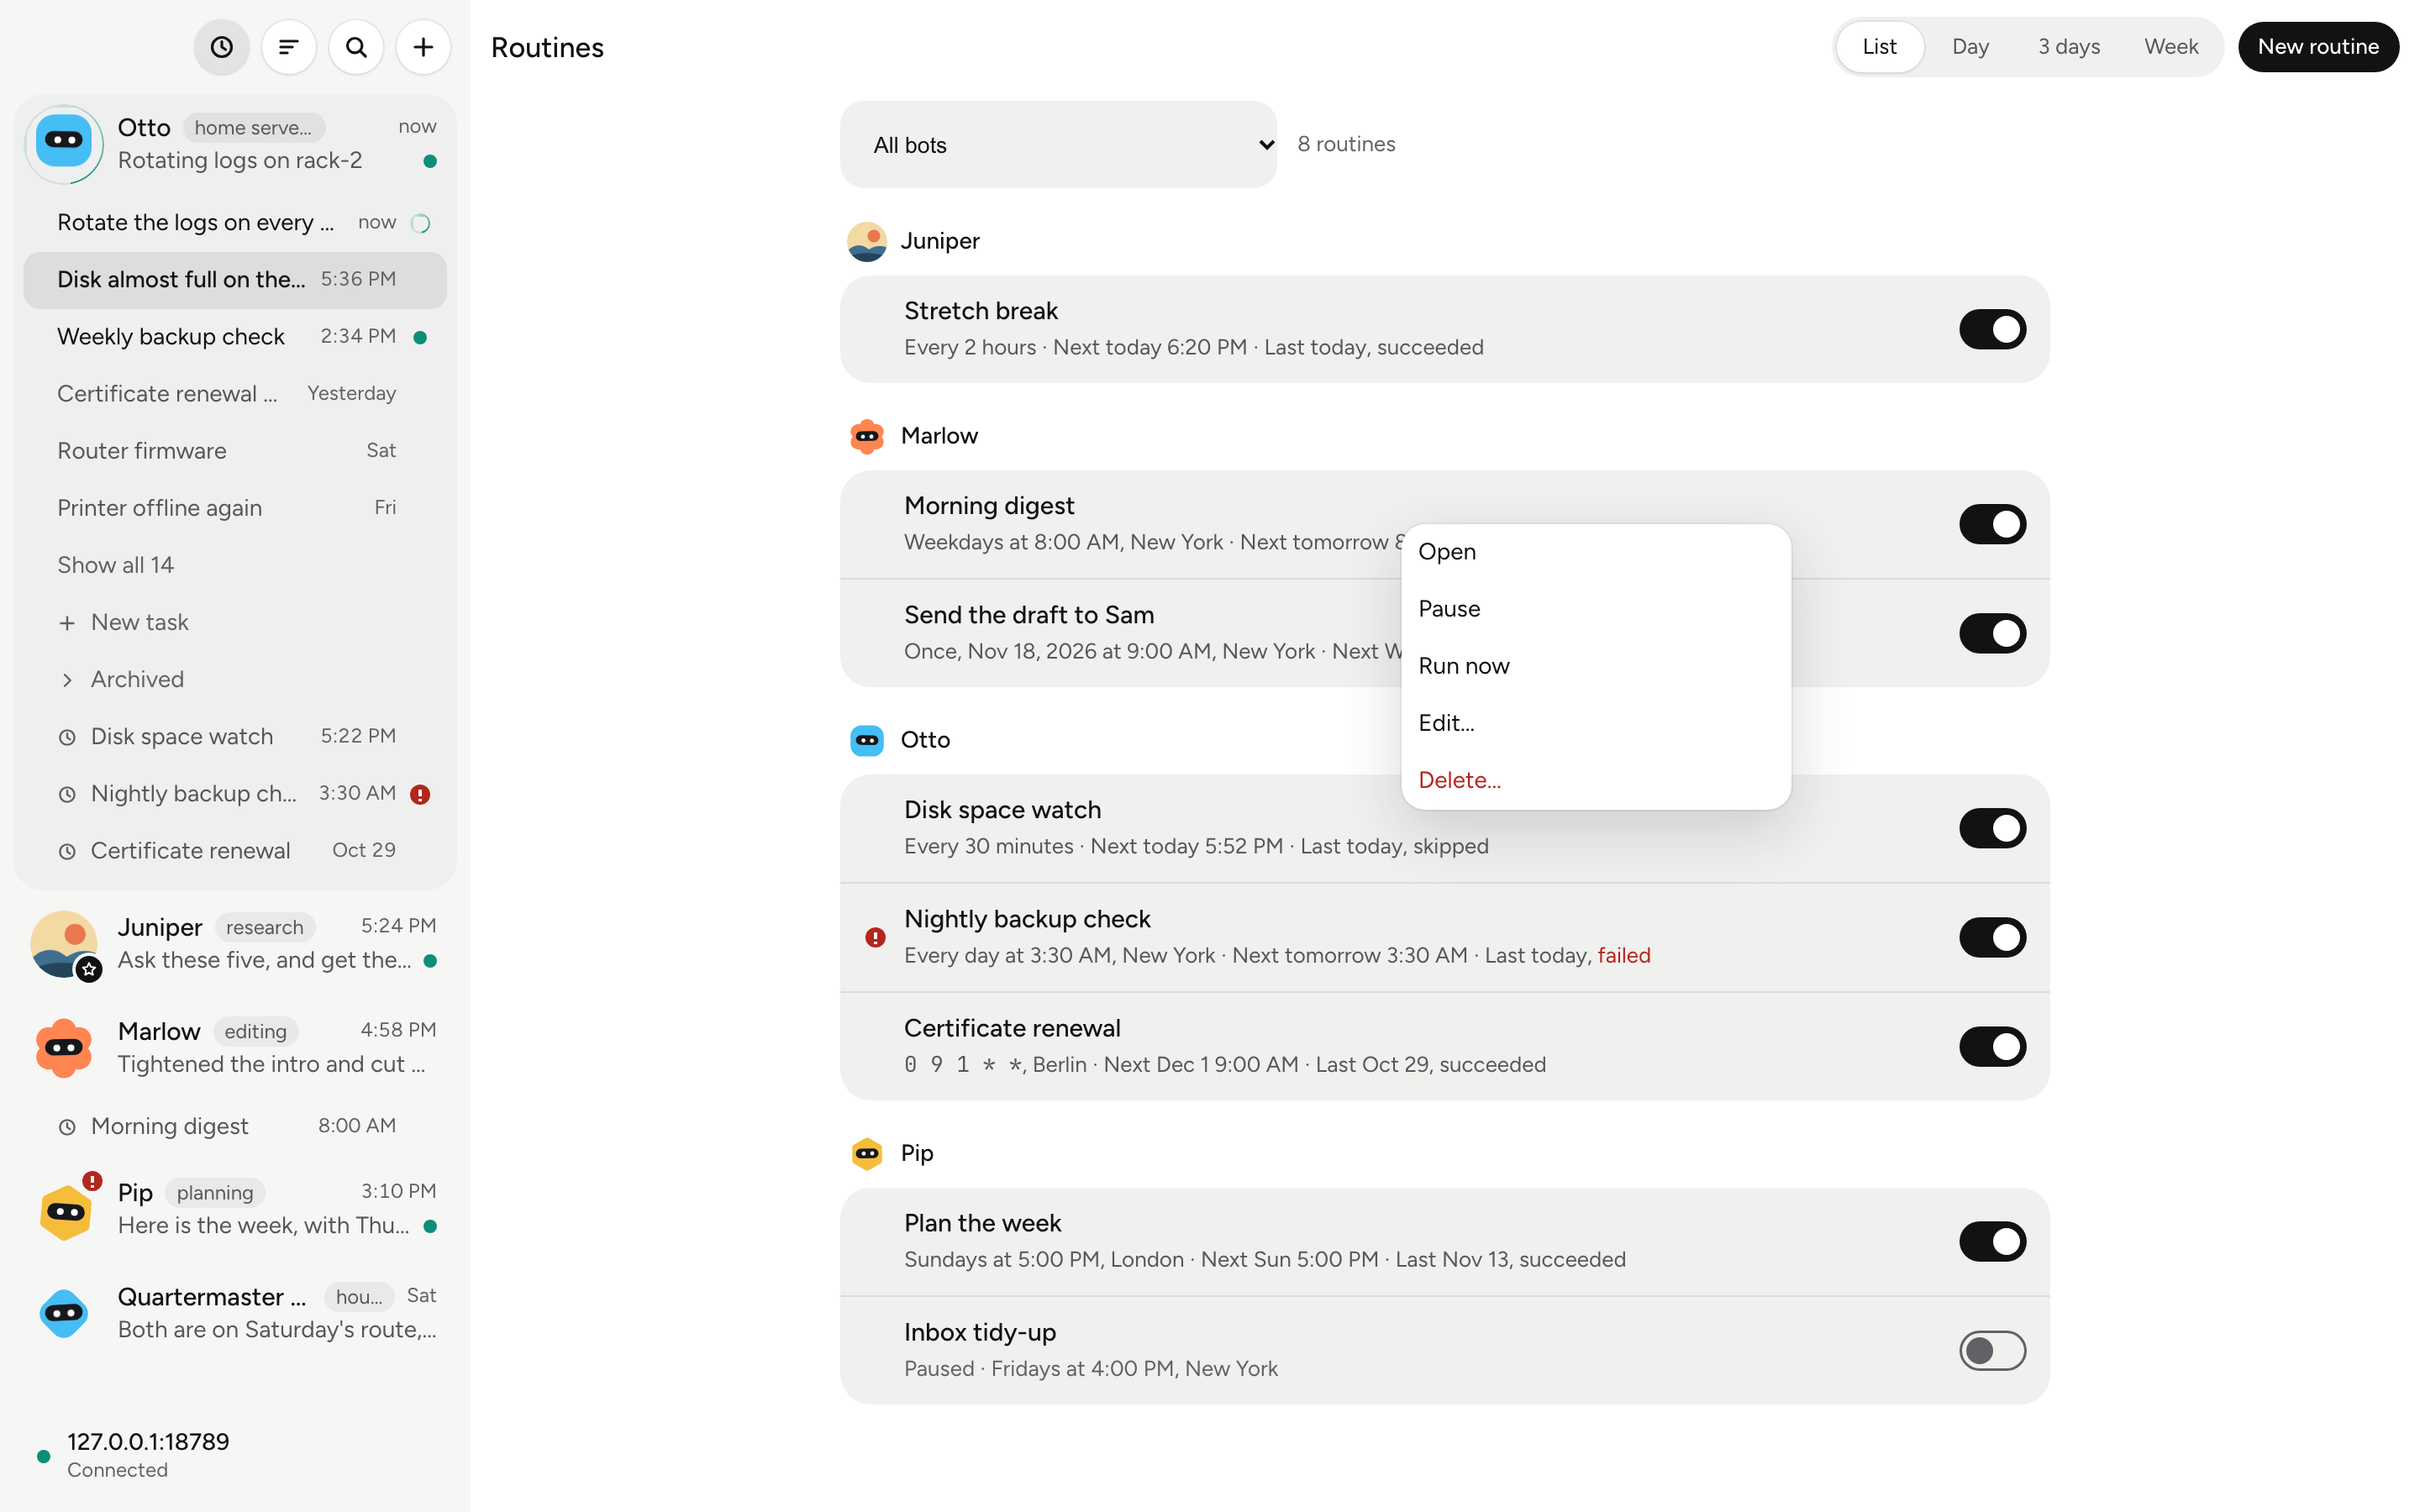 Otto home serve... now
Rotating logs on rack-2
Rotate the logs on every ... now
Disk almost full on the... 5:36 PM
Weekly backup check 2:34 PM
Certificate renewal ... Yesterday
Router firmware Sat
Printer offline again Fri
Show all 14
New task
Archived
Disk space watch 5:22 PM
Nightly backup ch... 3:30 AM
Certificate renewal Oct 29
Juniper research 5:24 PM
Ask these five, and get the...
Marlow editing 4:58 PM
Tightened the intro and cut ...
Morning digest 8:00 AM
Pip planning 3:10 PM
Here is the week, with Thu...
Quartermaster ... hou... Sat
Both are on Saturday's route,...
127.0.0.1:18789
Connected
Routines List Day 3 days Week New routine
All bots 8 routines
Juniper
Stretch break
Every 2 hours · Next today 6:20 PM · Last today, succeeded
Marlow
Morning digest
Weekdays at 8:00 AM, New York · Next tomorrow
Send the draft to Sam
Once, Nov 18, 2026 at 9:00 AM, New York · Next
Open
Pause
Run now
Edit...
Delete...
Otto
Disk space watch
Every 30 minutes · Next today 5:52 PM · Last today, skipped
Nightly backup check
Every day at 3:30 AM, New York · Next tomorrow 3:30 AM · Last today, failed
Certificate renewal
0 9 1 * *, Berlin · Next Dec 1 9:00 AM · Last Oct 29, succeeded
Pip
Plan the week
Sundays at 5:00 PM, London · Next Sun 5:00 PM · Last Nov 13, succeeded
Inbox tidy-up
Paused · Fridays at 4:00 PM, New York